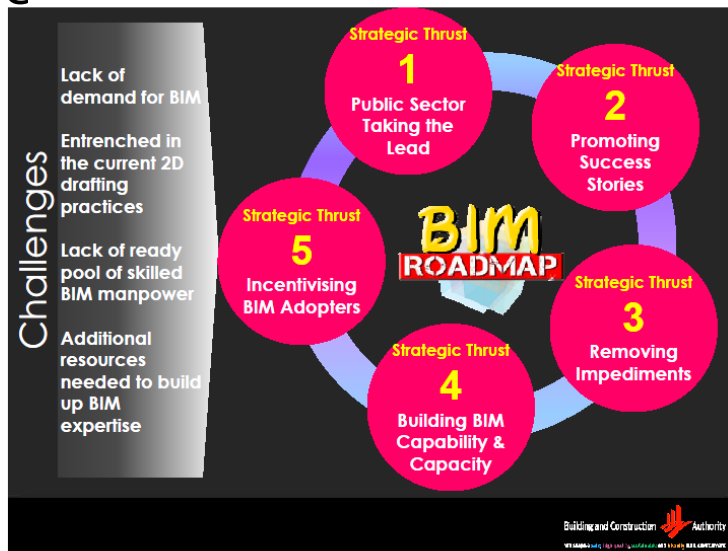 Challenges
Lack of
demand for BIM
Entrenched in
the current 2D
drafting
practices
Lack of ready
pool of skilled
BIM manpower
Additional
resources
needed to build
up BIM
expertise
Strategic Thrust
1
Public Sector
Taking the
Lead
Strategic Thrust
2
Promoting
Success
Stories
Strategic Thrust
3
Removing
Impediments
Strategic Thrust
4
Building BIM
Capability &
Capacity
Strategic Thrust
5
Incentivising
BIM Adopters
BIM
ROADMAP
Building and Construction Authority